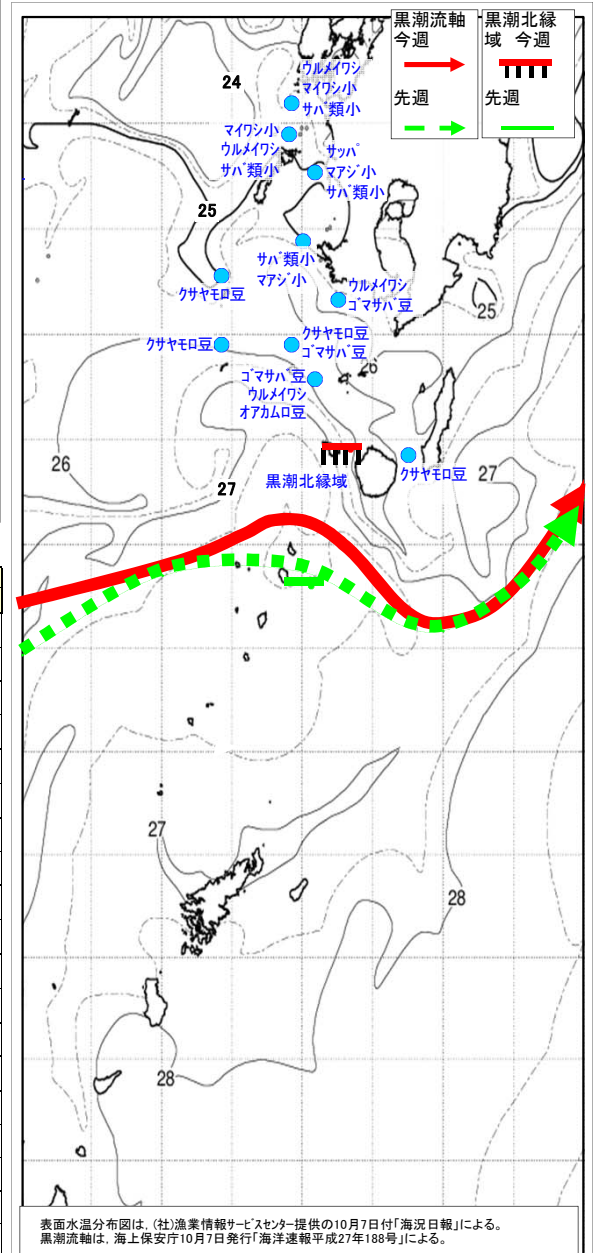 黒潮流軸
今週
先週
黒潮北縁
域 今週
先週
24
ウルメイワシ
マイワシ小
サバ類小
マイワシ小
ウルメイワシ
サバ類小
サッパ
マアジ小
サバ類小
25
サバ類小
マアジ小
クサヤモロ豆
ウルメイワシ
ゴマサバ豆
25
クサヤモロ豆
クサヤモロ豆
ゴマサバ豆
26
ゴマサバ豆
ウルメイワシ
オアカムロ豆
26
27
黒潮北縁域
クサヤモロ豆
27
27
28
28
表面水温分布図は，(社)漁業情報サービスセンター提供の10月7日付「海況日報」による。
黒潮流軸は，海上保安庁10月7日発行「海洋速報平成27年188号」による。